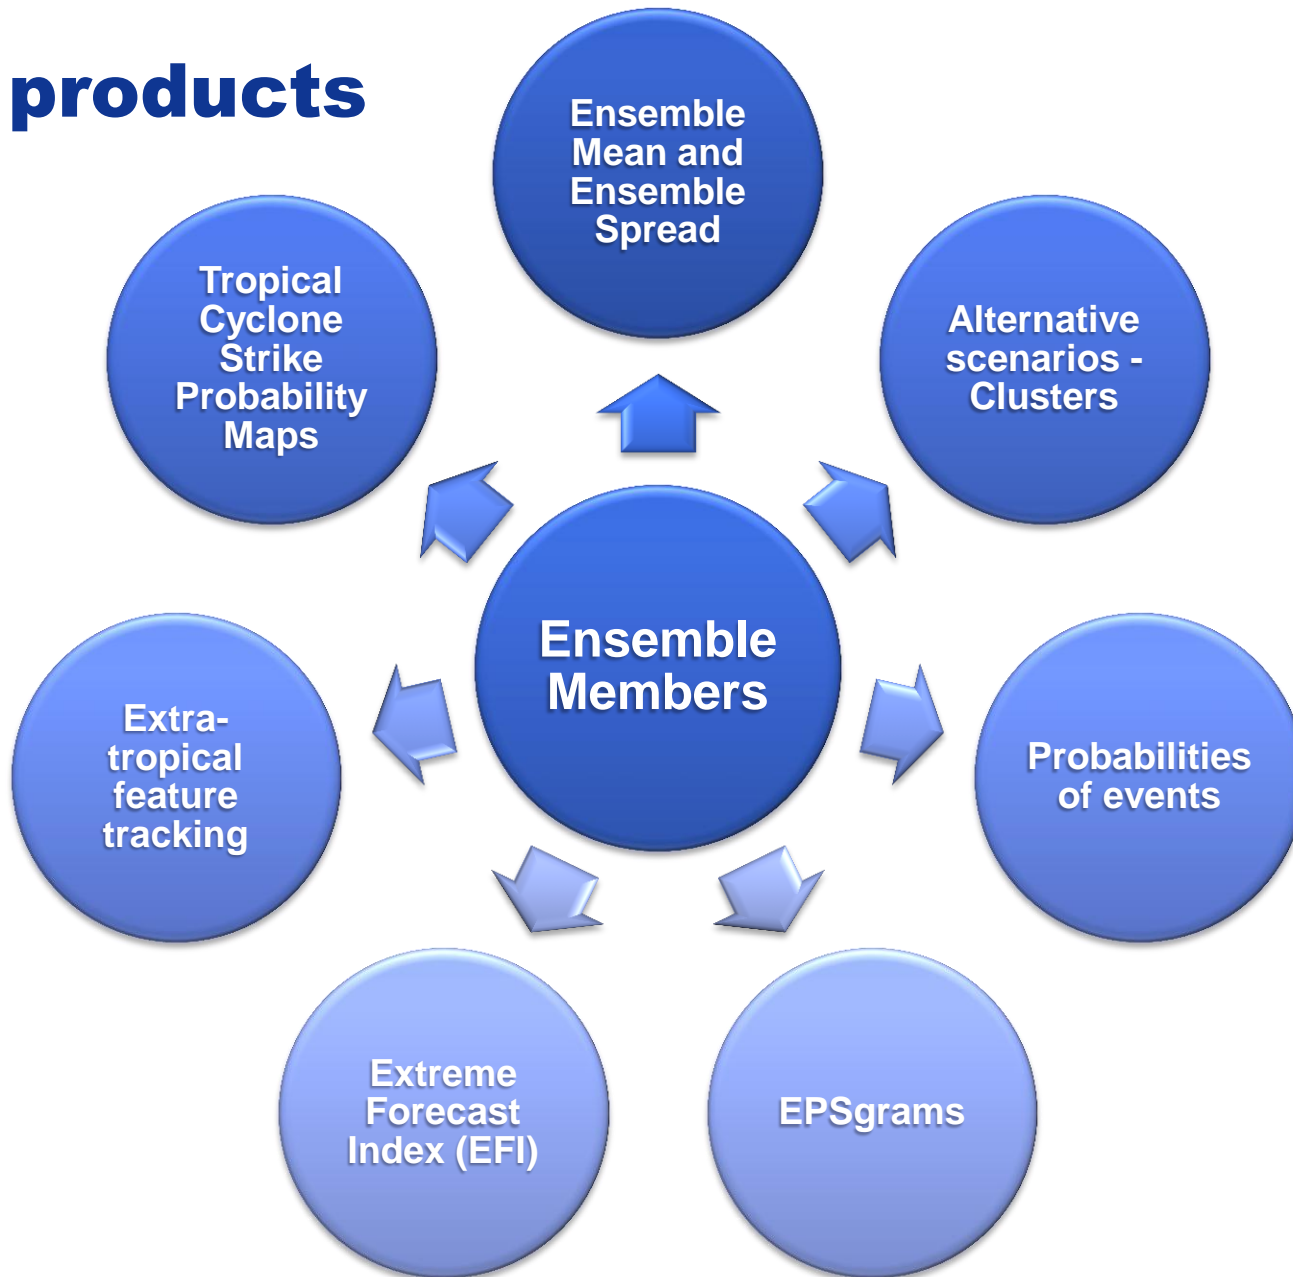 products
Ensemble
Mean and
Ensemble
Spread
Alternative
scenarios -
Clusters
Probabilities
of events
EPSgrams
Extreme
Forecast
Index (EFI)
Extra-
tropical
feature
tracking
Tropical
Cyclone
Strike
Probability
Maps
Ensemble
Members